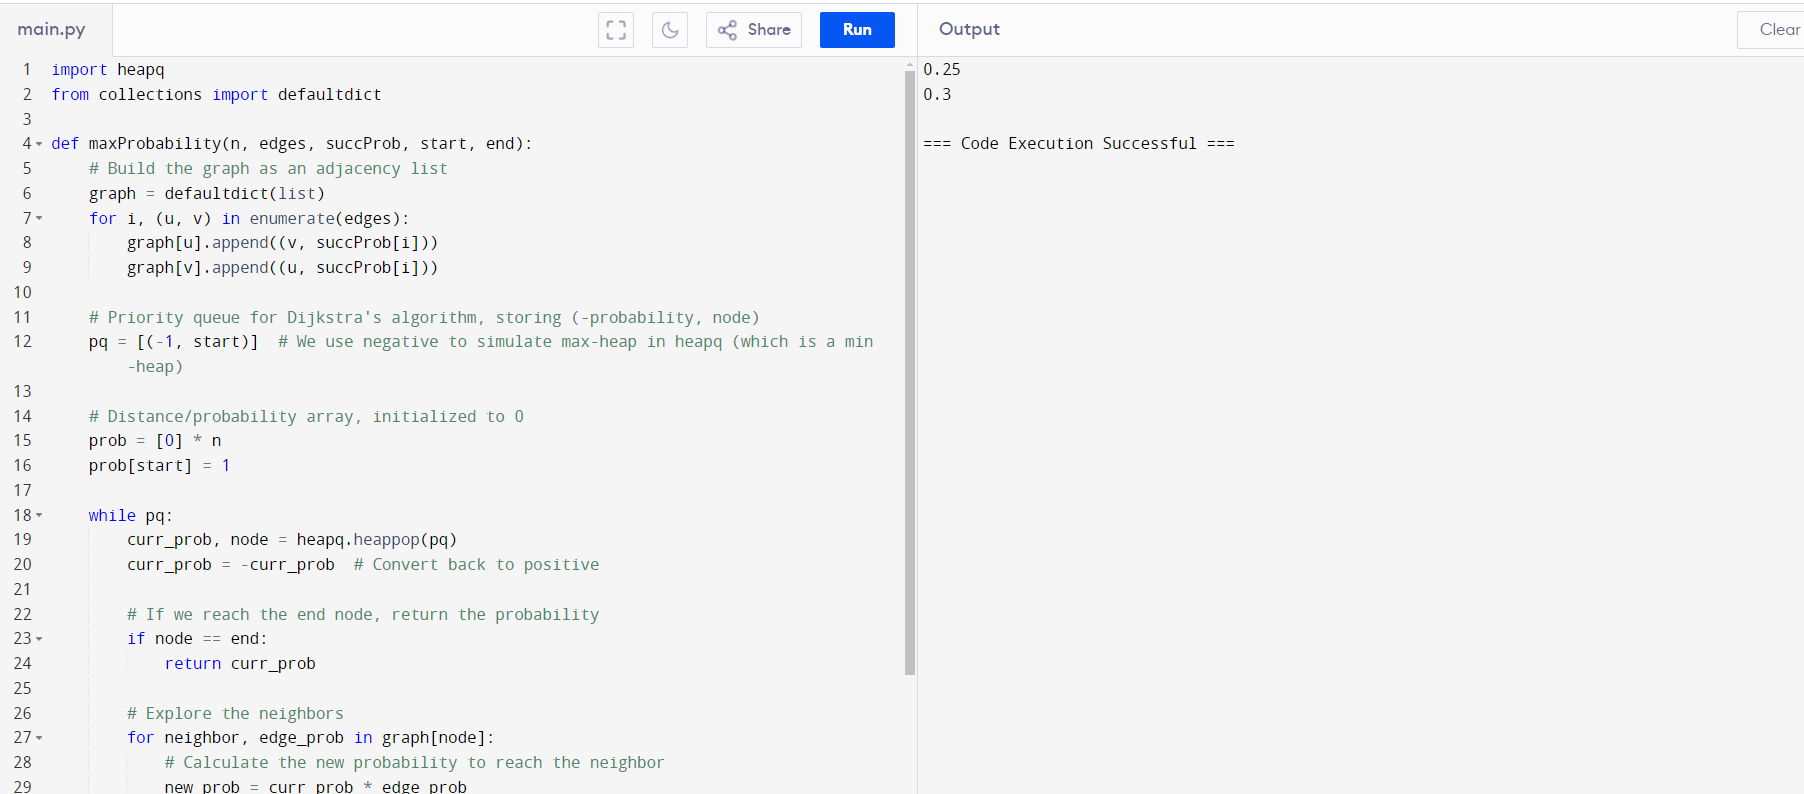 main.py
Share
Run
Output
Clear
1 import heapq
2 from collections import defaultdict
3
4 def maxProbability(n, edges, succProb, start, end):
5 # Build the graph as an adjacency list
6 graph = defaultdict(list)
7 for i, (u, v) in enumerate(edges):
8 graph[u].append((v, succProb[i]))
9 graph[v].append((u, succProb[i]))
10
11 # Priority queue for Dijkstra's algorithm, storing (-probability, node)
12 pq = [(-1, start)]  # We use negative to simulate max-heap in heapq (which is a min
-heap)
13
14 # Distance/probability array, initialized to 0
15 prob = [0] * n
16 prob[start] = 1
17
18 while pq:
19 curr_prob, node = heapq.heappop(pq)
20 curr_prob = -curr_prob  # Convert back to positive
21
22 # If we reach the end node, return the probability
23 if node == end:
24 return curr_prob
25
26 # Explore the neighbors
27 for neighbor, edge_prob in graph[node]:
28 # Calculate the new probability to reach the neighbor
29 new_prob = curr_prob * edge_prob
0.25
0.3
=== Code Execution Successful ===